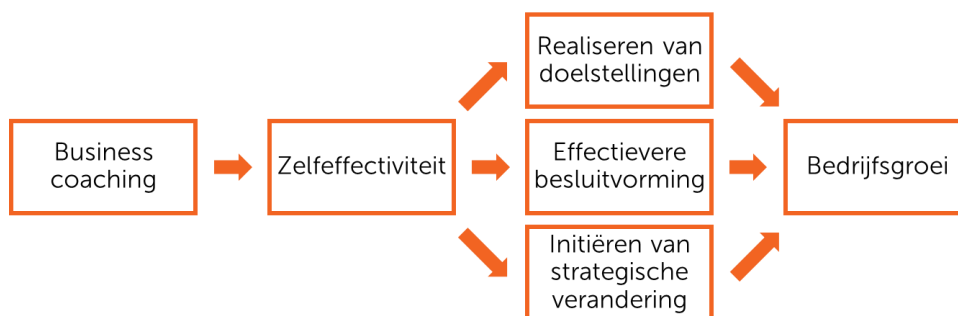 Business
coaching
Zelfeffectiviteit
Realiseren van
doelstellingen
Effectievere
besluitvorming
Initiëren van
strategische
verandering
Bedrijfsgroei